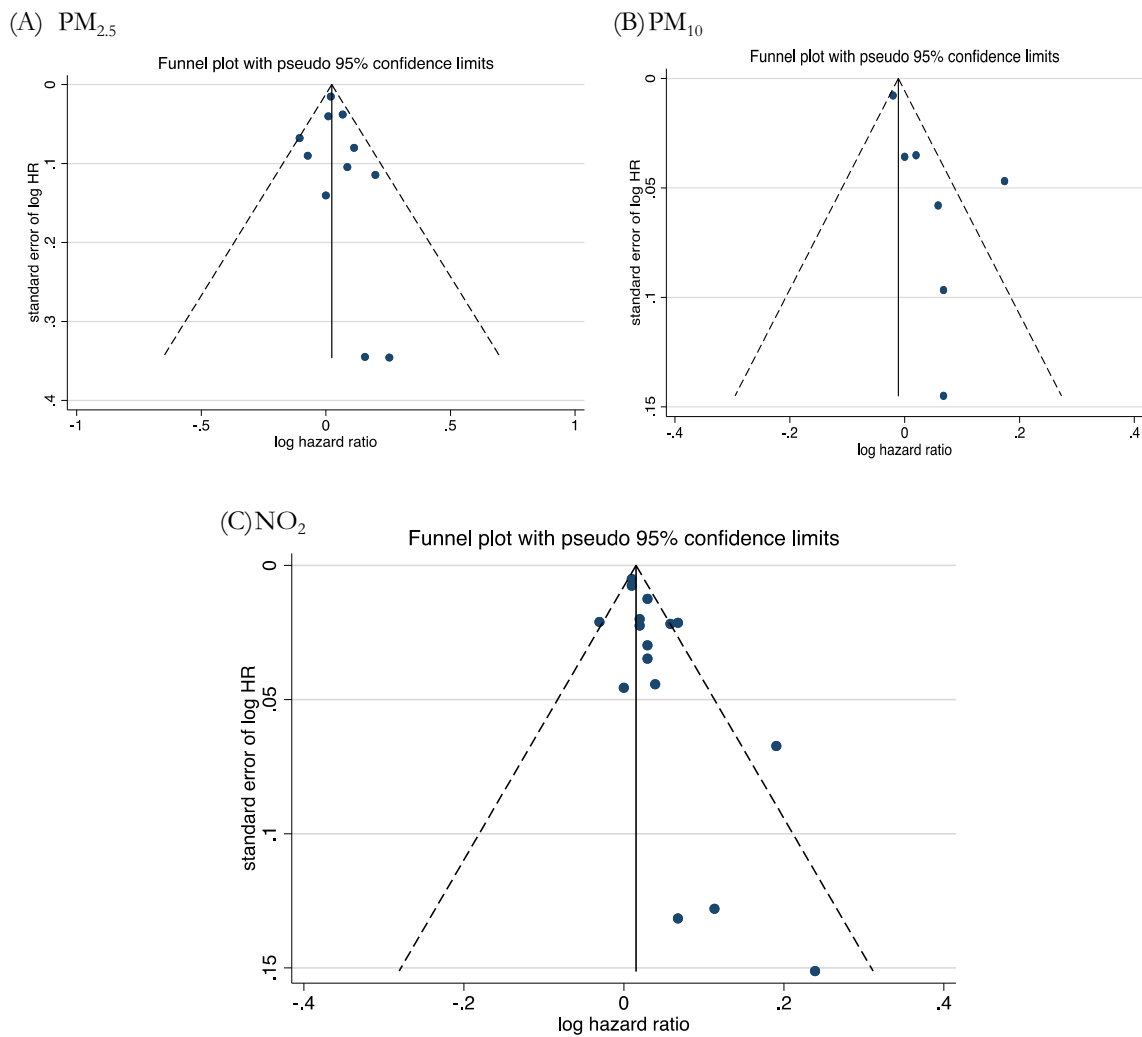 (A) PM2.5
Funnel plot with pseudo 95% confidence limits
standard error of log HR
0
.1
.2
.3
.4
-1
-.5
0
.5
1
log hazard ratio
(B) PM10
Funnel plot with pseudo 95% confidence limits
standard error of log HR
0
.05
.1
.15
-.4
-.2
0
.2
.4
log hazard ratio
(C) NO2
Funnel plot with pseudo 95% confidence limits
standard error of log HR
0
.05
.1
.15
-.4
-.2
0
.2
.4
log hazard ratio